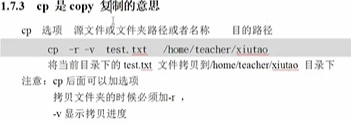 1.7.3 cp 是 copy 复制的意思
cp 选项 源文件或文件夹路径或者名称 目的路径
cp -r -v test.txt /home/teacher/xiutao
将当前目录下的 test.txt 文件拷贝到/home/teacher/xiutao 目录下
注意：cp 后面可以加选项
拷贝文件夹的时候必须加-r ，
-v 显示拷贝进度